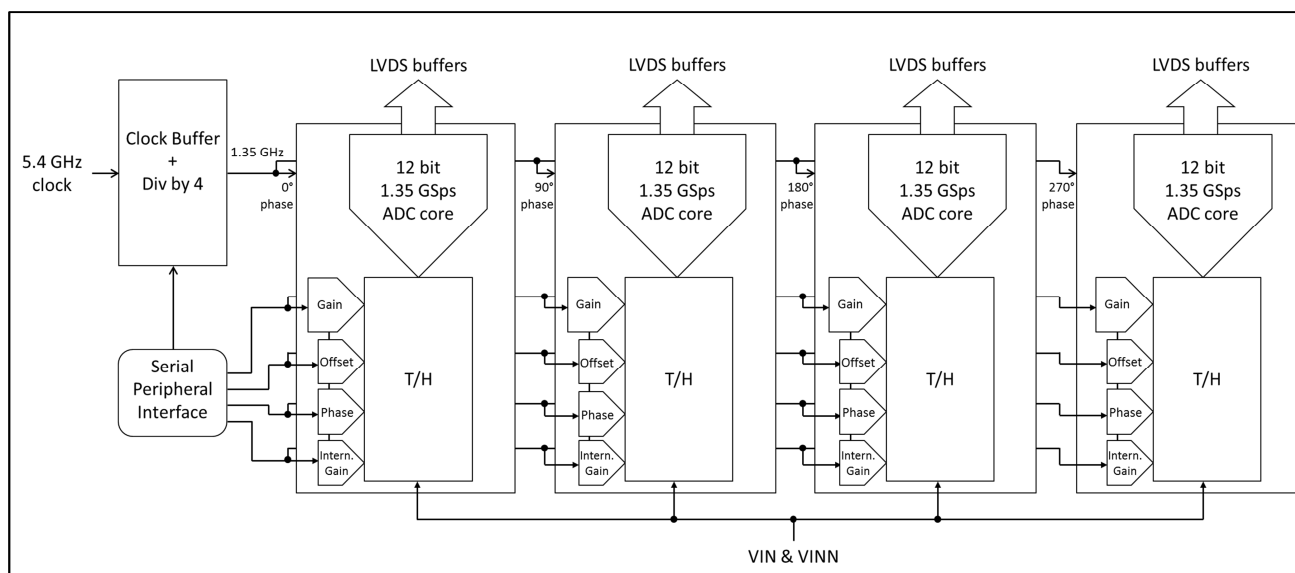 LVDS buffers
LVDS buffers
LVDS buffers
LVDS buffers
5.4 GHz
clock
Clock Buffer
+
Div by 4
1.35 GHz
0°
phase
12 bit
1.35 GSps
ADC core
90°
phase
12 bit
1.35 GSps
ADC core
180°
phase
12 bit
1.35 GSps
ADC core
270°
phase
12 bit
1.35 GSps
ADC core
Serial
Peripheral
Interface
Gain
Offset
Phase
Intern.
Gain
T/H
Gain
Offset
Phase
Intern.
Gain
T/H
Gain
Offset
Phase
Intern.
Gain
T/H
Gain
Offset
Phase
Intern.
Gain
T/H
VIN & VINN